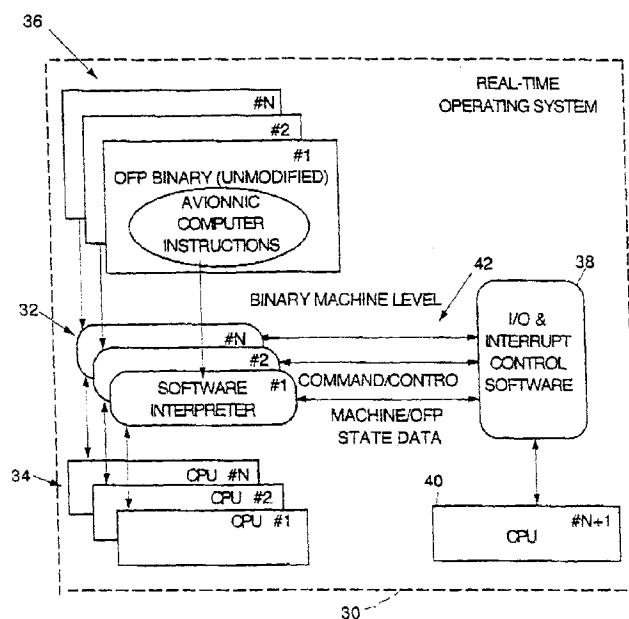 36
REAL-TIME
OPERATING SYSTEM
#N
#2
#1
OFP BINARY (UNMODIFIED)
AVIONNIC
COMPUTER
INSTRUCTIONS
42
38
BINARY MACHINE LEVEL
32
#N
#2
#1
SOFTWARE
INTERPRETER
COMMAND/CONTRO
MACHINE/OFP
STATE DATA
I/O &
INTERRUPT
CONTROL
SOFTWARE
34
CPU #N
CPU #2
CPU #1
40
#N+1
CPU
30